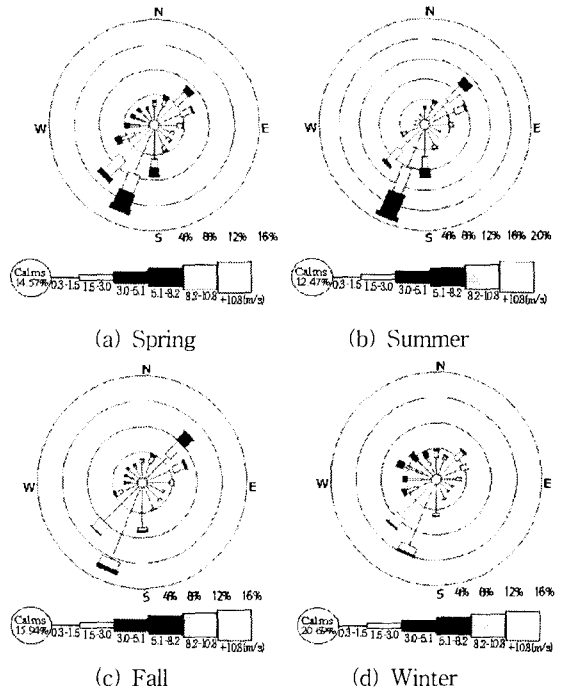 N
W
E
S 4% 8% 12% 16%
Calms
14.57%
0.3-1.5
1.5-3.0
3.0-5.1
5.1-8.2
8.2-10.8
+10.8(m/s)
(a) Spring
N
W
E
S 4% 8% 12% 16% 20%
Calms
12.47%
0.3-1.5
1.5-3.0
3.0-5.1
5.1-8.2
8.2-10.8
+10.8(m/s)
(b) Summer
N
W
E
S 4% 8% 12% 16%
Calms
15.94%
0.3-1.5
1.5-3.0
3.0-5.1
5.1-8.2
8.2-10.8
+10.8(m/s)
(c) Fall
N
W
E
S 4% 8% 12% 16%
Calms
0.3-1.5
1.5-3.0
3.0-5.1
5.1-8.2
8.2-10.8
+10.8(m/s)
(d) Winter